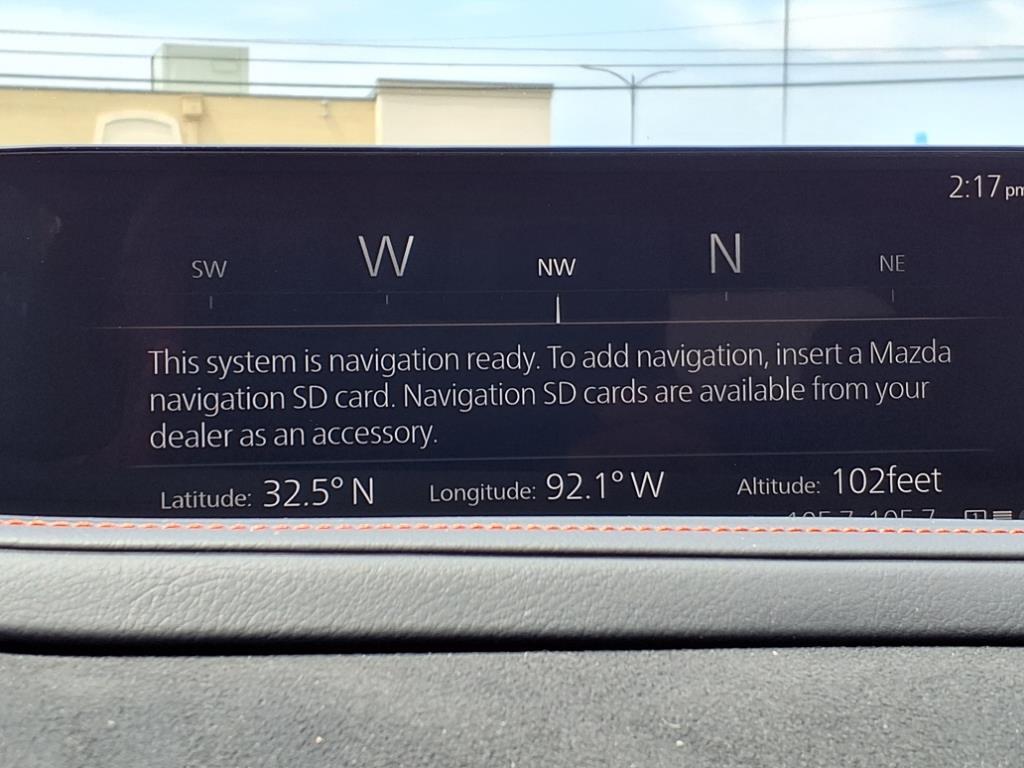 2:17 pm
SW W NW N NE
This system is navigation ready. To add navigation, insert a Mazda
navigation SD card. Navigation SD cards are available from your
dealer as an accessory.
Latitude: 32.5° N Longitude: 92.1° W Altitude: 102feet